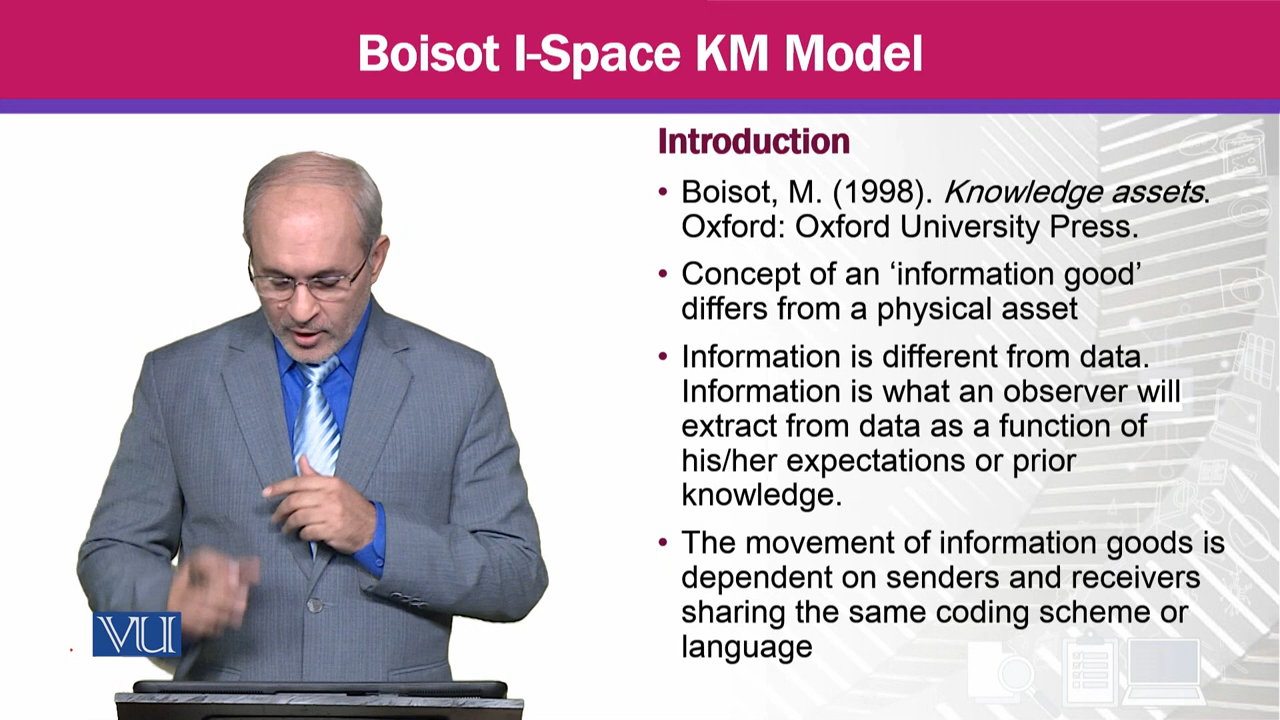 Boisot I-Space KM Model
Introduction
• Boisot, M. (1998). Knowledge assets.
Oxford: Oxford University Press.
• Concept of an ‘information good’
differs from a physical asset
• Information is different from data.
Information is what an observer will
extract from data as a function of
his/her expectations or prior
knowledge.
• The movement of information goods is
dependent on senders and receivers
sharing the same coding scheme or
language
VU